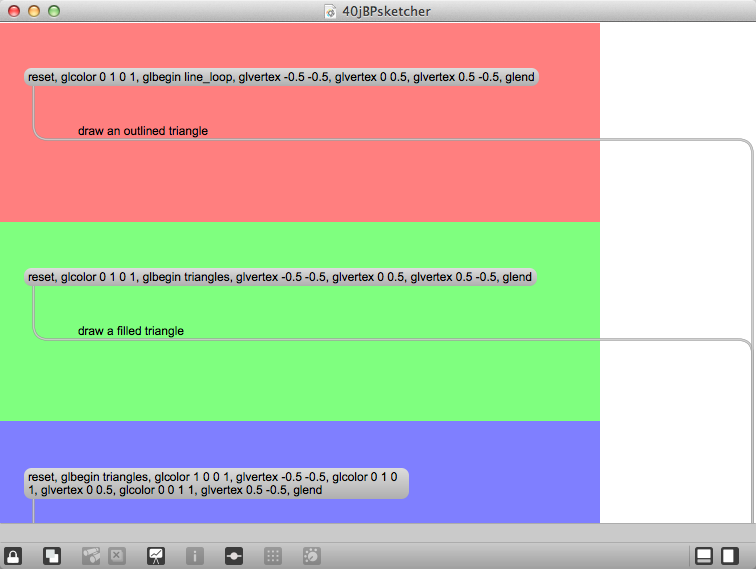 40jBPsketcher
reset, glcolor 0 1 0 1, glbegin line_loop, glvertex -0.5 -0.5, glvertex 0 0.5, glvertex 0.5 -0.5, glend
draw an outlined triangle
reset, glcolor 0 1 0 1, glbegin triangles, glvertex -0.5 -0.5, glvertex 0 0.5, glvertex 0.5 -0.5, glend
draw a filled triangle
reset, glbegin triangles, glcolor 1 0 0 1, glvertex -0.5 -0.5, glcolor 0 1 0
1, glvertex 0 0.5, glcolor 0 0 1 1, glvertex 0.5 -0.5, glend